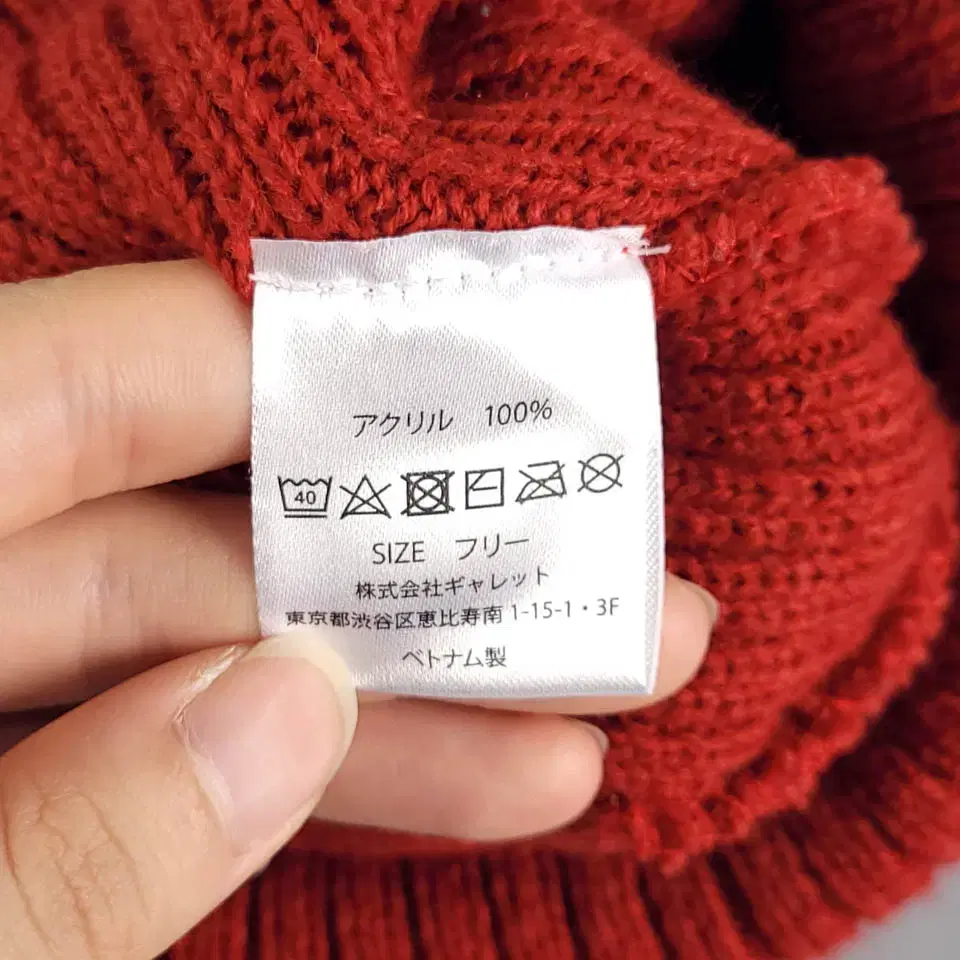 アクリル 100%
40
SIZE フリー
株式会社ギャレット
東京都渋谷区恵比寿南 1-15-1・3F
ベトナム製